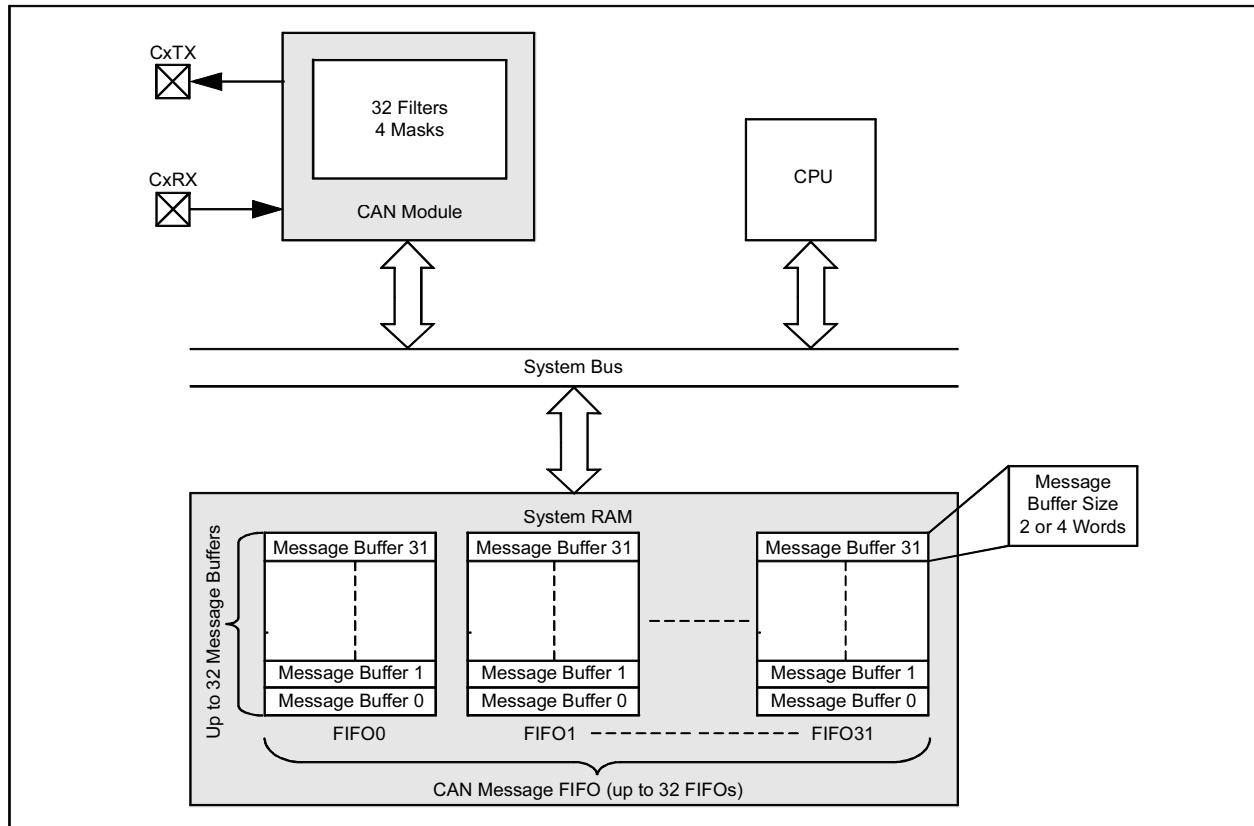 CxTX
32 Filters
4 Masks
CxRX
CAN Module
CPU
System Bus
System RAM
Message
Buffer Size
2 or 4 Words
Up to 32 Message Buffers
Message Buffer 31
Message Buffer 31
Message Buffer 31
Message Buffer 1
Message Buffer 1
Message Buffer 1
Message Buffer 0
Message Buffer 0
Message Buffer 0
FIFO0
FIFO1
FIFO31
CAN Message FIFO (up to 32 FIFOs)